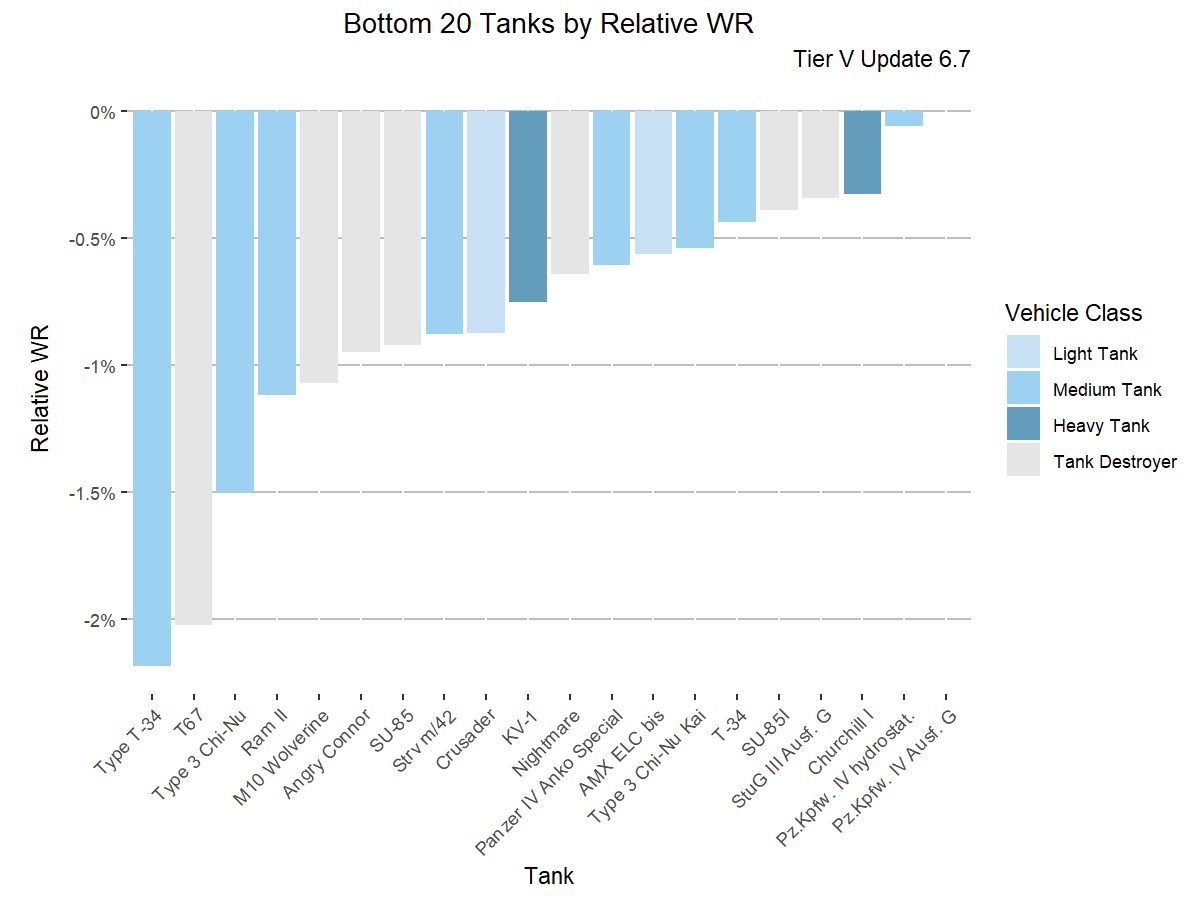 Bottom 20 Tanks by Relative WR
Tier V Update 6.7
0%
-0.5%
-1%
-1.5%
-2%
Relative WR
Type T-34
T67
Type 3 Chi-Nu
Ram II
M10 Wolverine
Angry Connor
SU-85
Strv m/42
Crusader
KV-1
Nightmare
Panzer IV Anko Special
AMX ELC bis
Type 3 Chi-Nu Kai
T-34
SU-85I
StuG III Ausf. G
Churchill I
Pz.Kpfw. IV hydrostat.
Pz.Kpfw. IV Ausf. G
Tank
Vehicle Class
Light Tank
Medium Tank
Heavy Tank
Tank Destroyer